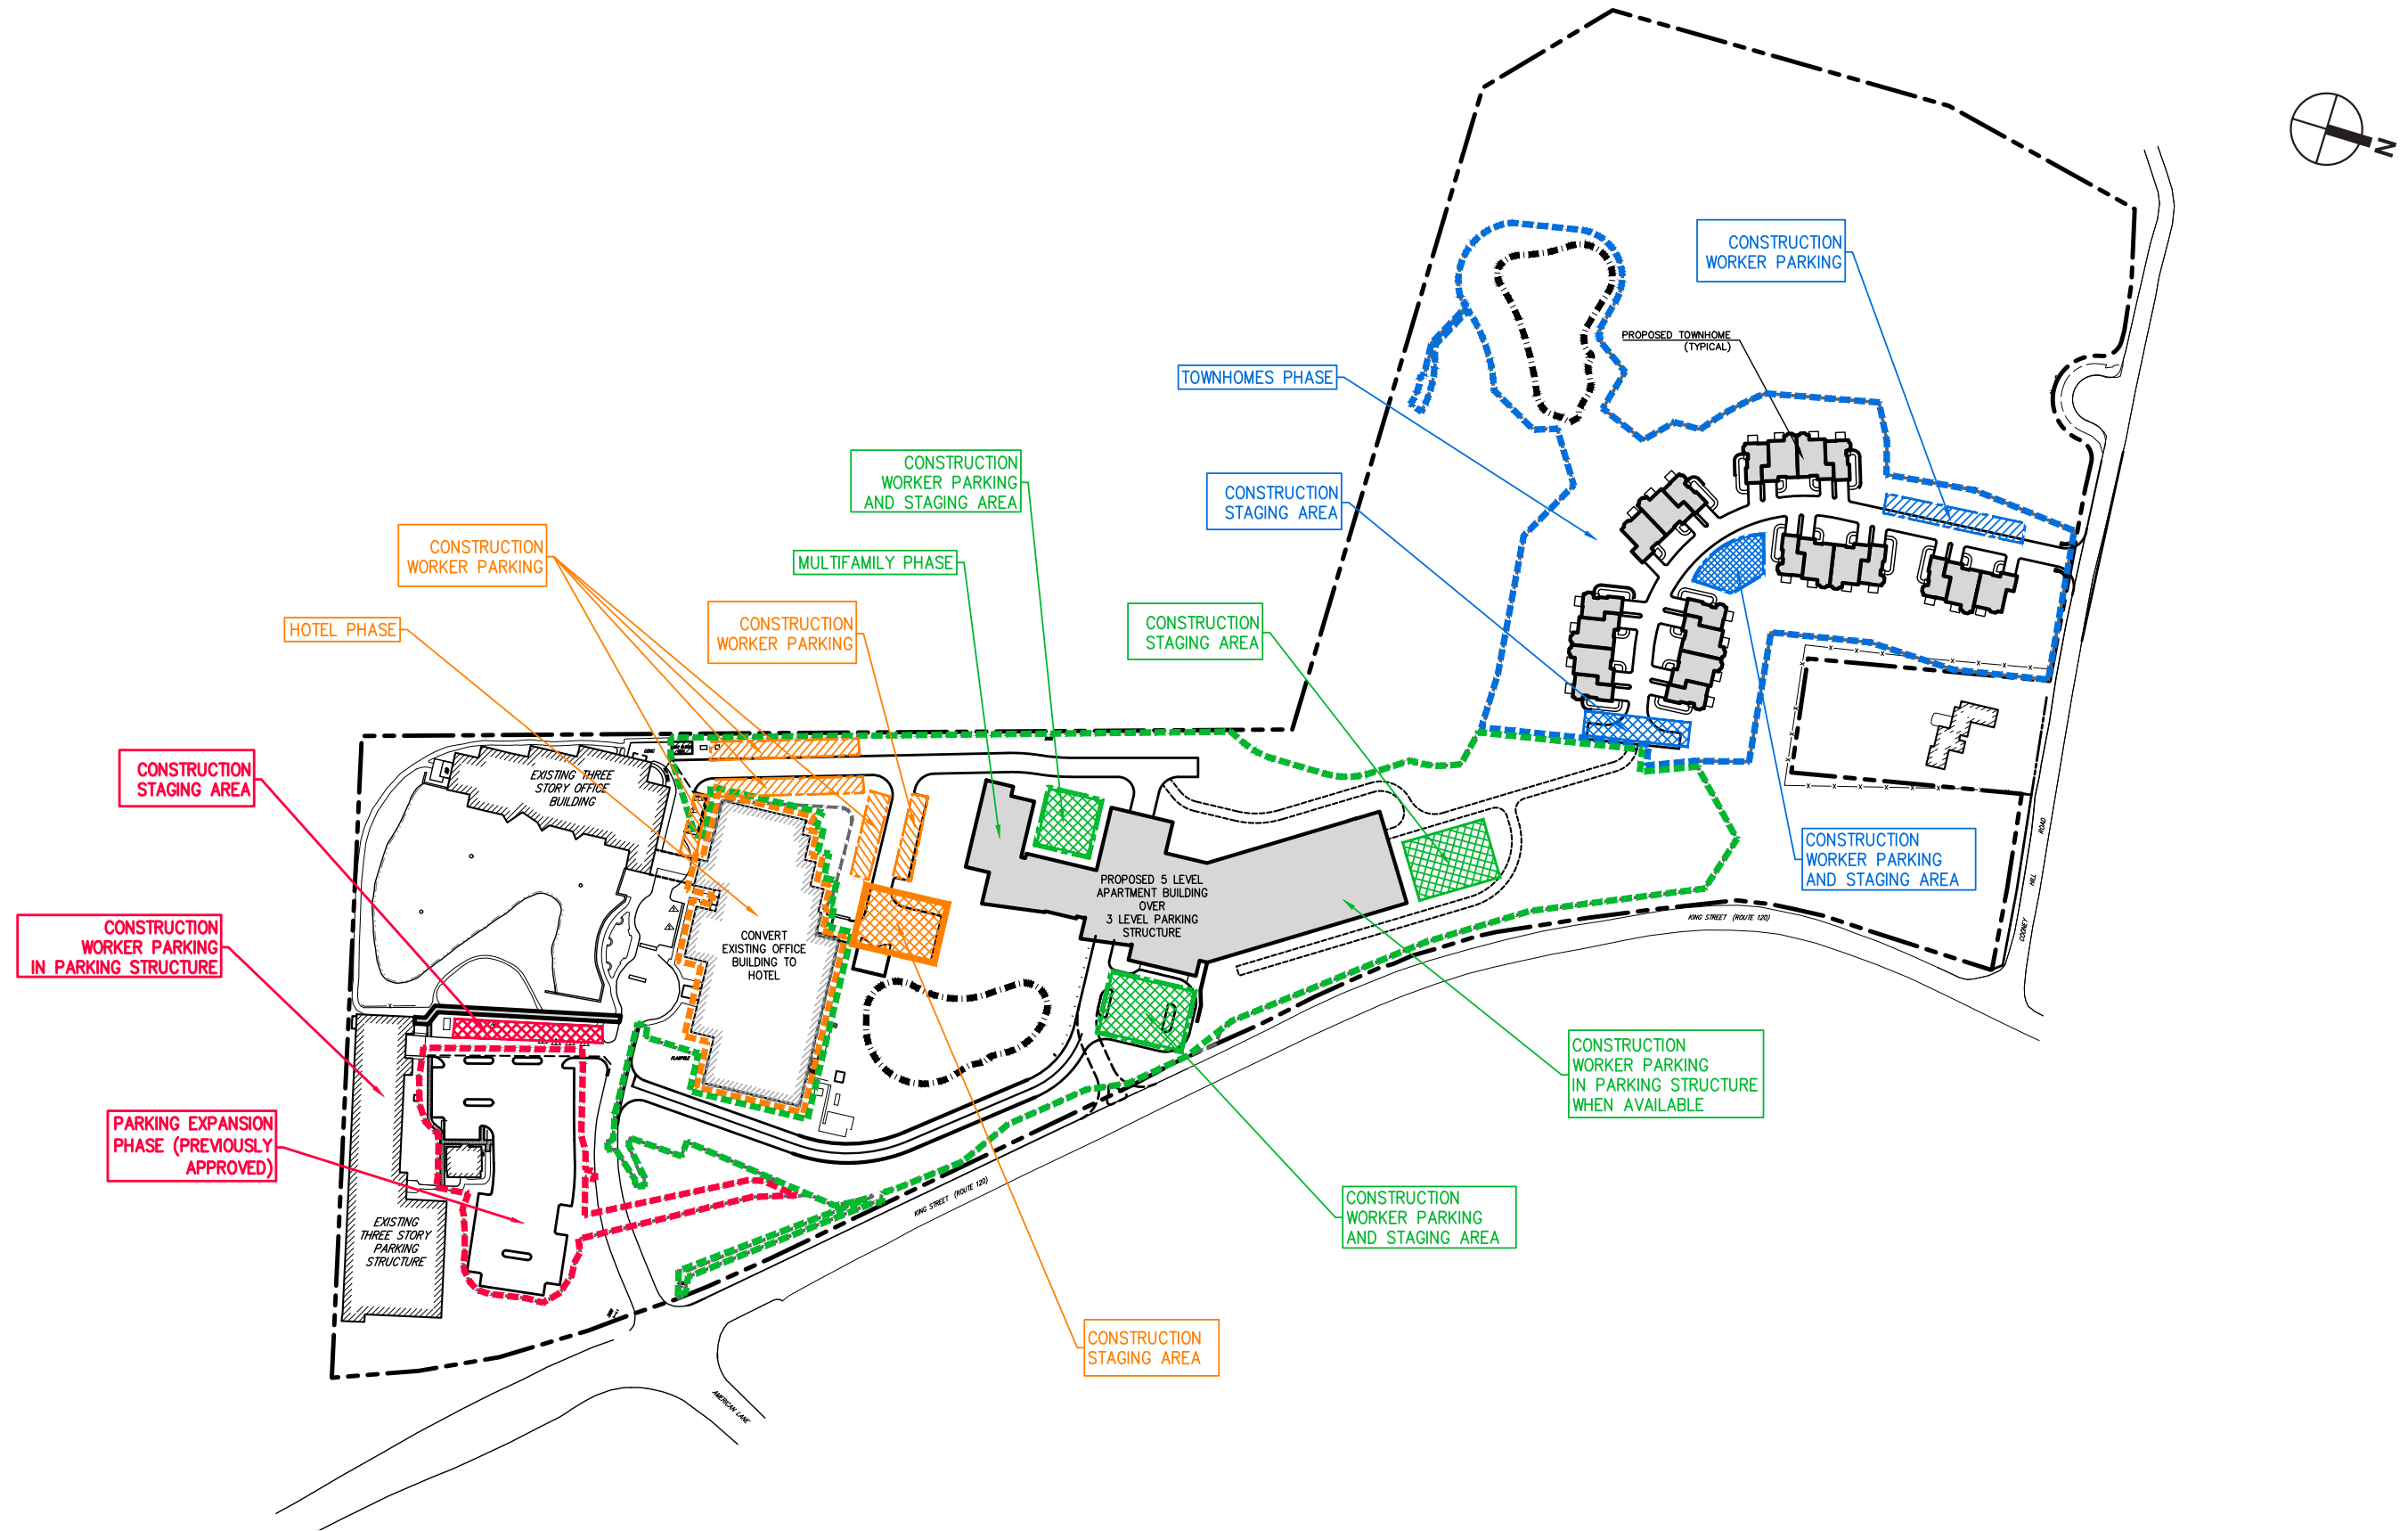 N
CONSTRUCTION
WORKER PARKING
PROPOSED TOWNHOME
(TYPICAL)
TOWNHOMES PHASE
CONSTRUCTION
WORKER PARKING
AND STAGING AREA
CONSTRUCTION
STAGING AREA
CONSTRUCTION
WORKER PARKING
MULTIFAMILY PHASE
HOTEL PHASE
CONSTRUCTION
WORKER PARKING
CONSTRUCTION
STAGING AREA
CONSTRUCTION
STAGING AREA
EXISTING THREE
STORY OFFICE
BUILDING
CONSTRUCTION
WORKER PARKING
AND STAGING AREA
ROAD
HILL
COONEY
PROPOSED 5 LEVEL
APARTMENT BUILDING
OVER
3 LEVEL PARKING
STRUCTURE
KING STREET (ROUTE 120)
CONSTRUCTION
WORKER PARKING
IN PARKING STRUCTURE
CONVERT
EXISTING OFFICE
BUILDING TO
HOTEL
FLAGPOLE
CONSTRUCTION
WORKER PARKING
IN PARKING STRUCTURE
WHEN AVAILABLE
PARKING EXPANSION
PHASE (PREVIOUSLY
APPROVED)
KING STREET (ROUTE 120)
CONSTRUCTION
WORKER PARKING
AND STAGING AREA
EXISTING
THREE STORY
PARKING
STRUCTURE
CONSTRUCTION
STAGING AREA
AMERICAN LANE